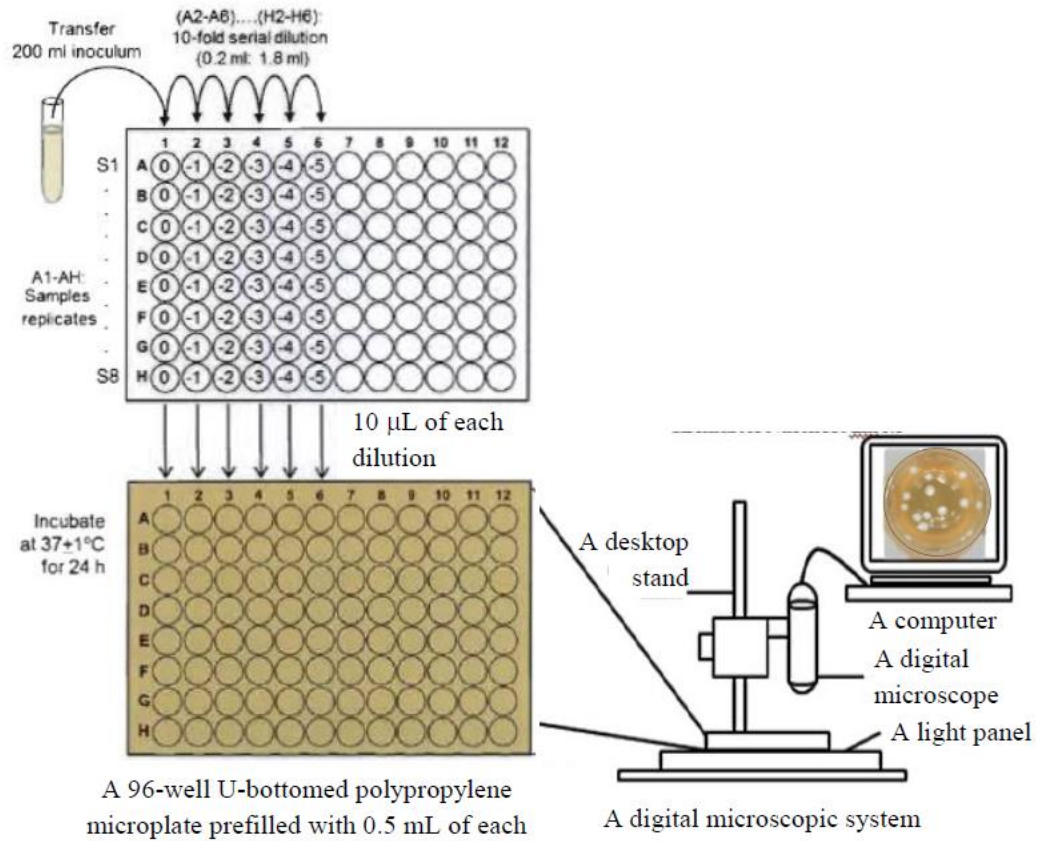 Transfer
200 ml inoculum
(A2-A6)....(H2-H6):
10-fold serial dilution
(0.2 ml: 1.8 ml)
1 2 3 4 5 6 7 8 9 10 11 12
S1 A 0 -1 -2 -3 -4 -5
B 0 -1 -2 -3 -4 -5
C 0 -1 -2 -3 -4 -5
D 0 -1 -2 -3 -4 -5
E 0 -1 -2 -3 -4 -5
F 0 -1 -2 -3 -4 -5
G 0 -1 -2 -3 -4 -5
S8 H 0 -1 -2 -3 -4 -5
A1-AH:
Samples
replicates
10 µL of each
dilution
1 2 3 4 5 6 7 8 9 10 11 12
A
B
C
D
E
F
G
H
Incubate
at 37±1°C
for 24 h
A 96-well U-bottomed polypropylene
microplate prefilled with 0.5 mL of each
A desktop
stand
A computer
A digital
microscope
A light panel
A digital microscopic system